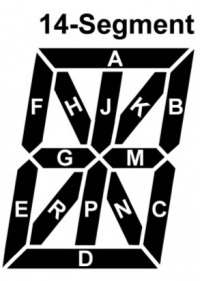 14-Segment
A
F H J K B
G M
E R P N C
D